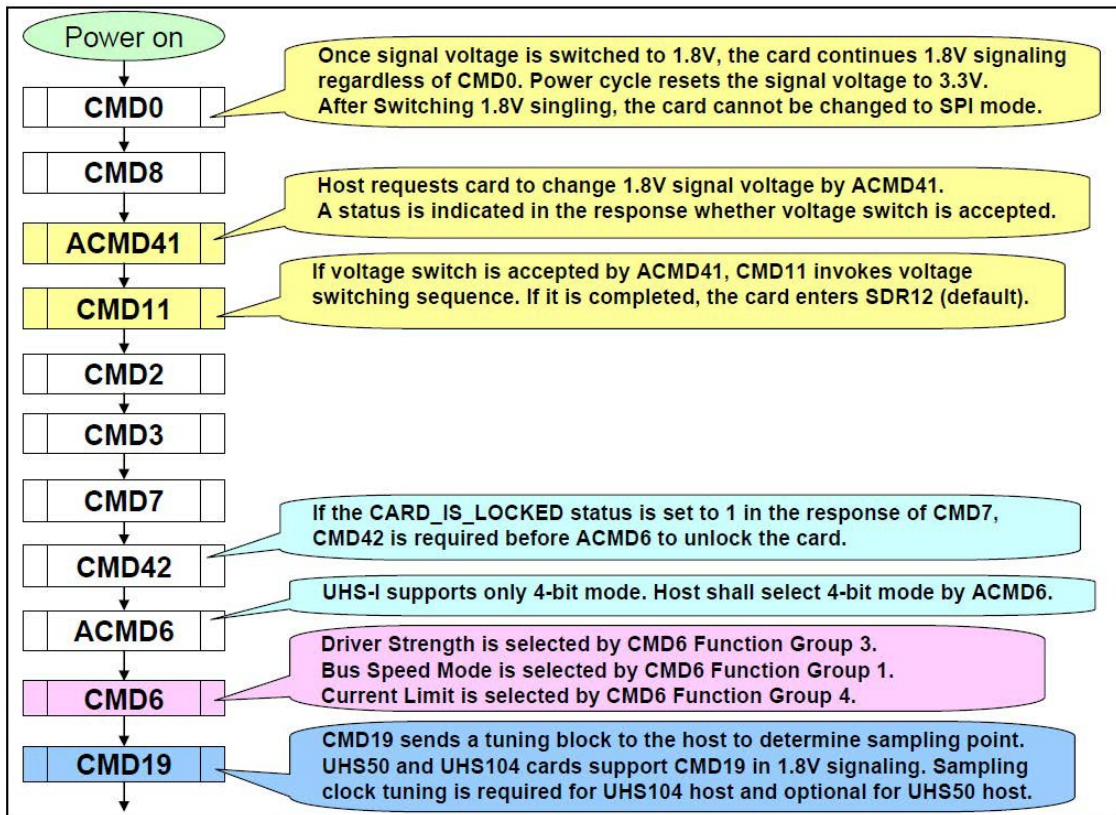 Power on
Once signal voltage is switched to 1.8V, the card continues 1.8V signaling
regardless of CMD0. Power cycle resets the signal voltage to 3.3V.
After Switching 1.8V singling, the card cannot be changed to SPI mode.
CMD0
CMD8
Host requests card to change 1.8V signal voltage by ACMD41.
A status is indicated in the response whether voltage switch is accepted.
ACMD41
If voltage switch is accepted by ACMD41, CMD11 invokes voltage
switching sequence. If it is completed, the card enters SDR12 (default).
CMD11
CMD2
CMD3
CMD7
If the CARD_IS_LOCKED status is set to 1 in the response of CMD7,
CMD42 is required before ACMD6 to unlock the card.
CMD42
UHS-I supports only 4-bit mode. Host shall select 4-bit mode by ACMD6.
ACMD6
Driver Strength is selected by CMD6 Function Group 3.
Bus Speed Mode is selected by CMD6 Function Group 1.
Current Limit is selected by CMD6 Function Group 4.
CMD6
CMD19 sends a tuning block to the host to determine sampling point.
UHS50 and UHS104 cards support CMD19 in 1.8V signaling. Sampling
clock tuning is required for UHS104 host and optional for UHS50 host.
CMD19